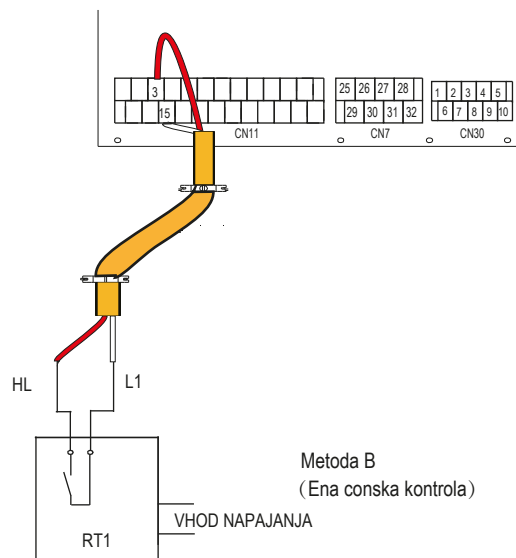 3
15
CN11
25 26 27 28
29 30 31 32
CN7
1 2 3 4 5
6 7 8 9 10
CN30
HL
L1
Metoda B
(Ena conska kontrola)
VHOD NAPAJANJA
RT1